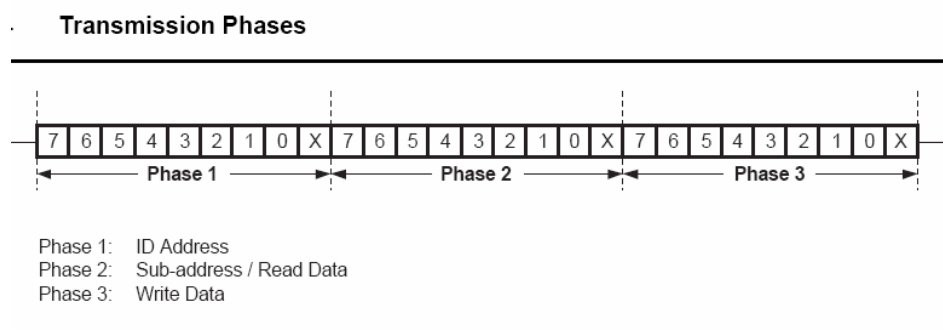 Transmission Phases
7 6 5 4 3 2 1 0 X 7 6 5 4 3 2 1 0 X 7 6 5 4 3 2 1 0 X
Phase 1 Phase 2 Phase 3
Phase 1: ID Address
Phase 2: Sub-address / Read Data
Phase 3: Write Data